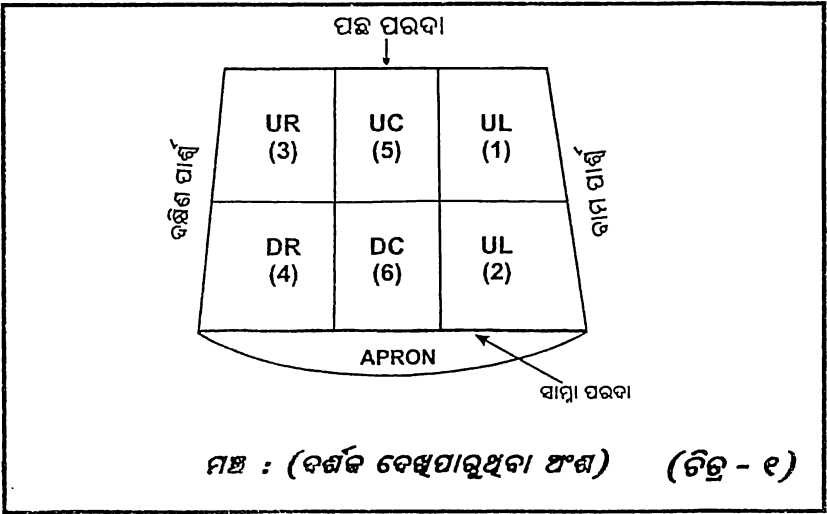 ପଛ ପରଦା
UR UC UL
(3) (5) (1)
ଦକ୍ଷିଣ ପାର୍ଶ୍ଵ
ବାମ ପାର୍ଶ୍ଵ
DR DC UL
(4) (6) (2)
APRON
ସାମ୍ନା ପରଦା
ମଞ୍ଚ : (ଦର୍ଶକ ଦେଖିପାରୁଥିବା ଅଂଶ) (ଚିତ୍ର - ୧)